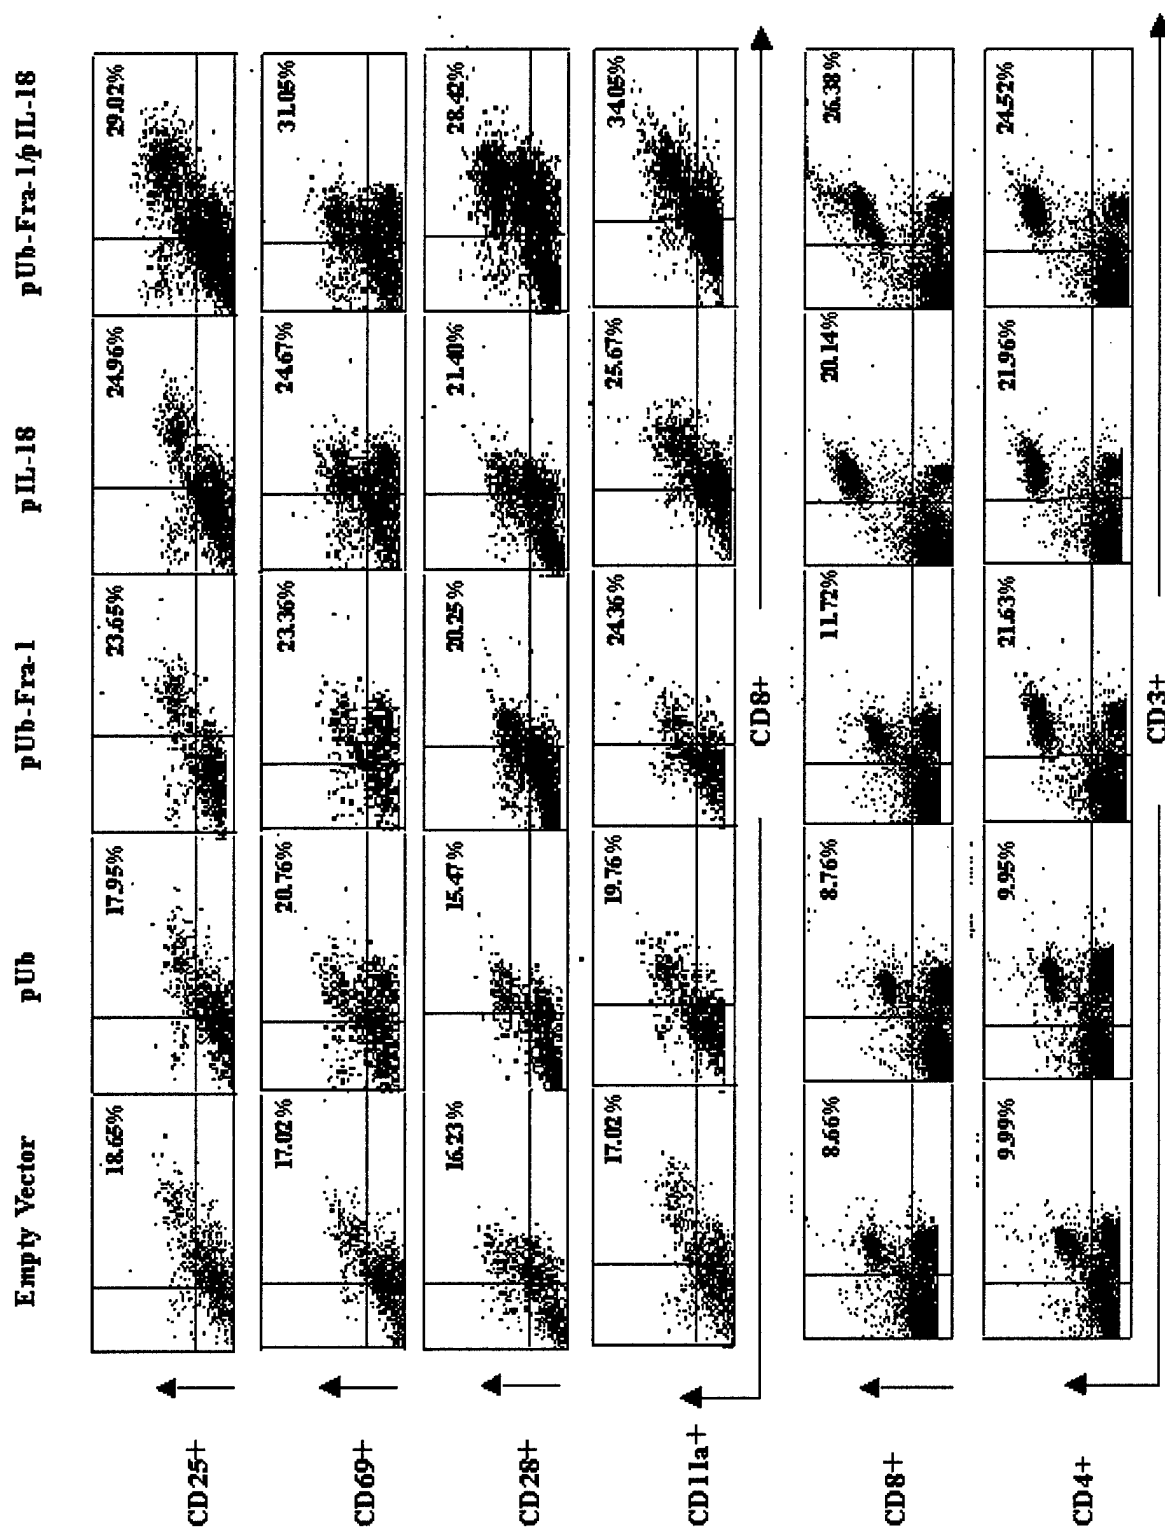 Empty Vector pUb pUb-Fra-1 pIL-18 pUb-Fra-1/pIL-18
CD25+ 18.65% 17.95% 23.65% 24.96% 29.02%
CD69+ 17.02% 20.76% 23.36% 24.67% 31.05%
CD28+ 16.23% 15.47% 20.25% 21.40% 28.42%
CD11a+ 17.02% 19.76% 24.36% 25.67% 34.05%
CD8+
CD8+ 8.66% 8.76% 11.72% 20.14% 26.38%
CD4+ 9.99% 9.95% 21.63% 21.96% 24.52%
CD3+